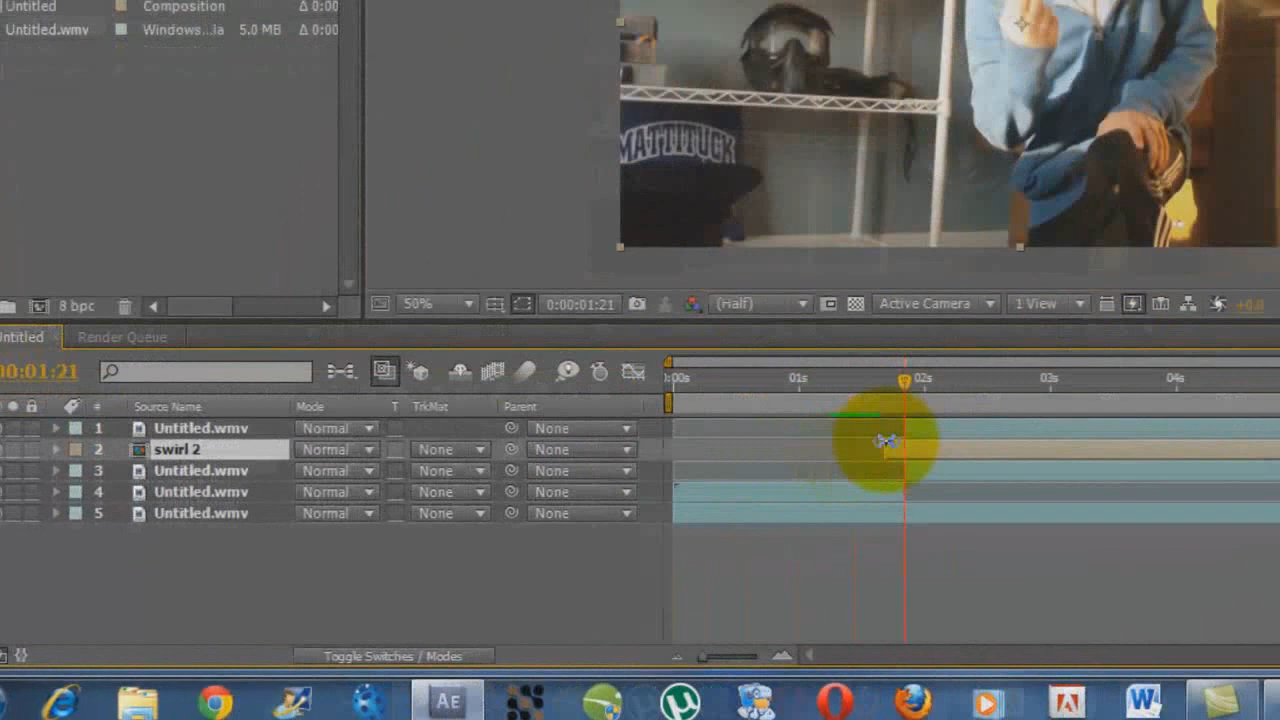 Untitled Composition Δ 0:00
Untitled.wmv Windows...ia 5.0 MB Δ 0:00
MATTITUCK
8 bpc 50% 0:00:01:21 (Half) Active Camera 1 View +0.0
Untitled Render Queue
00:01:21
:00s 01s 02s 03s 04s
# Source Name Mode T TrkMat Parent
1 Untitled.wmv Normal None
2 swirl 2 Normal None None
3 Untitled.wmv Normal None None
4 Untitled.wmv Normal None None
5 Untitled.wmv Normal None None
Toggle Switches / Modes
Ae W